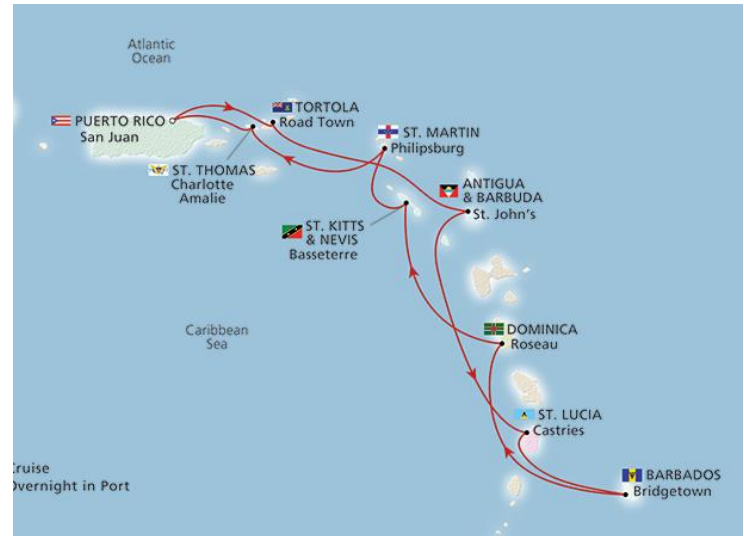 Atlantic
Ocean
PUERTO RICO
San Juan
TORTOLA
Road Town
ST. THOMAS
Charlotte
Amalie
ST. MARTIN
Philipsburg
ANTIGUA
& BARBUDA
St. John's
ST. KITTS
& NEVIS
Basseterre
Caribbean
Sea
DOMINICA
Roseau
ST. LUCIA
Castries
BARBADOS
Bridgetown
ruise
vernight in Port